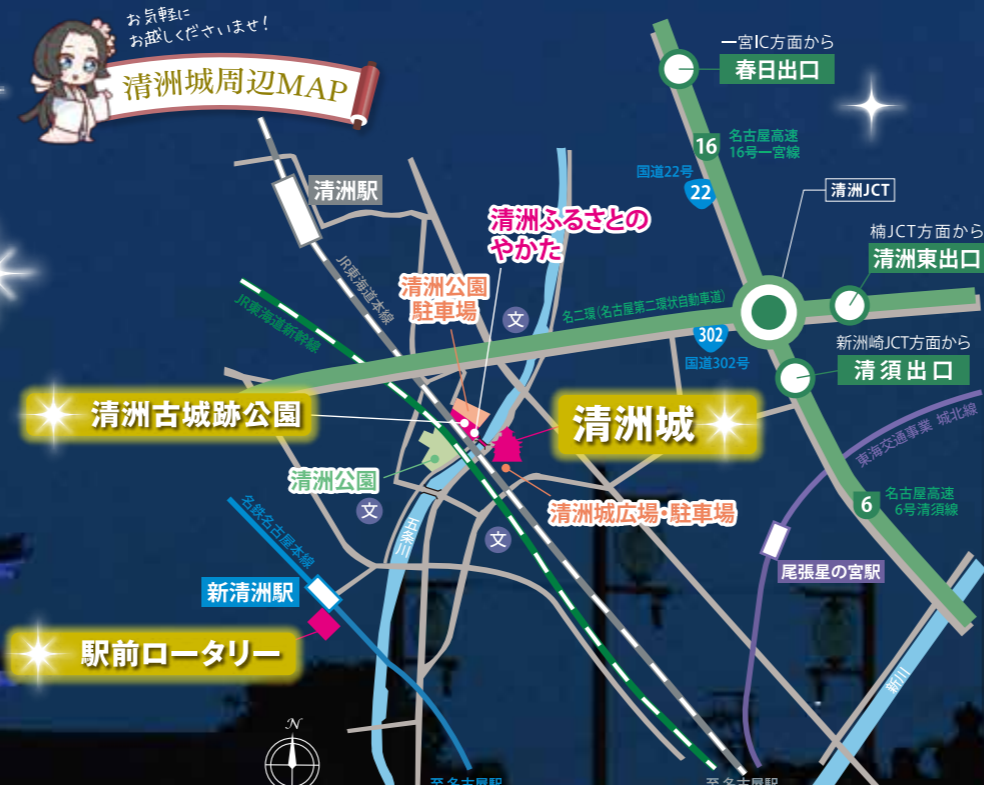 お気軽に
お越しくださいませ!
清洲城周辺MAP
一宮IC方面から
春日出口
16
名古屋高速
16号一宮線
国道22号
22
清洲JCT
清洲駅
清洲ふるさとの
やかた
楠JCT方面から
清洲東出口
JR東海道本線
清洲公園
駐車場
JR東海道新幹線
文
名二環(名古屋第二環状自動車道)
302
国道302号
新洲崎JCT方面から
清須出口
清洲古城跡公園
清洲城
東海交通事業 城北線
清洲公園
清洲城広場・駐車場
6
名古屋高速
6号清須線
文
文
名鉄名古屋本線
五条川
尾張星の宮駅
新清洲駅
駅前ロータリー
新川
N
至 名古屋駅
至 名古屋駅